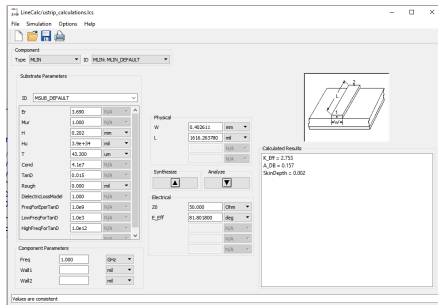 LineCalc/ustrip_calculations.lcs
File Simulation Options Help
Component
Type MLIN ID MLIN: MLIN_DEFAULT
Substrate Parameters
ID MSUB_DEFAULT
Er 3.690 N/A
Mur 1.000 N/A
H 0.202 mm
Hu 3.9e+34 mil
T 43.200 um
Cond 4.1e7 N/A
TanD 0.015 N/A
Rough 0.000 mil
DielectricLossModel 1.000 N/A
FreqForEpsrTanD 1.0e9 N/A
LowFreqForTanD 1.0e3 N/A
HighFreqForTanD 1.0e12 N/A
Component Parameters
Freq 1.000 GHz
Wall1 mil
Wall2 mil
Physical
W 0.402611 mm
L 1616.263780 mil
N/A
N/A
Synthesize Analyze
Electrical
Z0 50.000 Ohm
E_Eff 81.801800 deg
N/A
N/A
N/A
Calculated Results
K_Eff = 2.753
A_DB = 0.157
SkinDepth = 0.002
Values are consistent